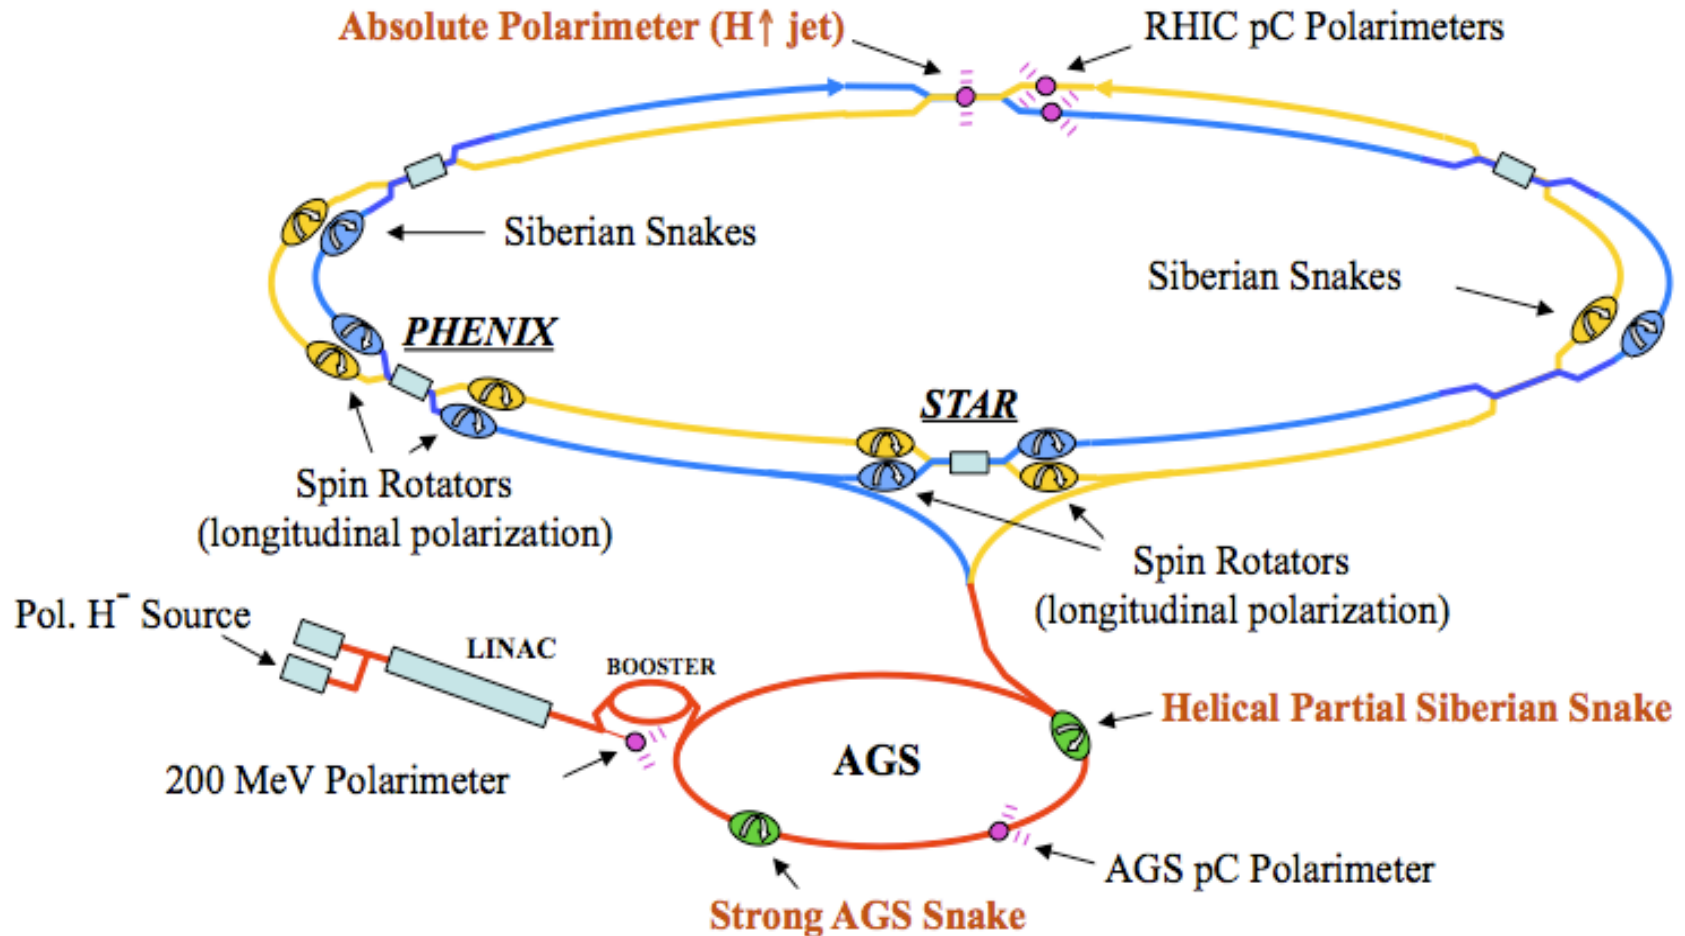 Absolute Polarimeter (H↑ jet)
RHIC pC Polarimeters
Siberian Snakes
Siberian Snakes
PHENIX
STAR
Spin Rotators
(longitudinal polarization)
Spin Rotators
(longitudinal polarization)
Pol. H⁻ Source
LINAC
BOOSTER
Helical Partial Siberian Snake
AGS
200 MeV Polarimeter
AGS pC Polarimeter
Strong AGS Snake